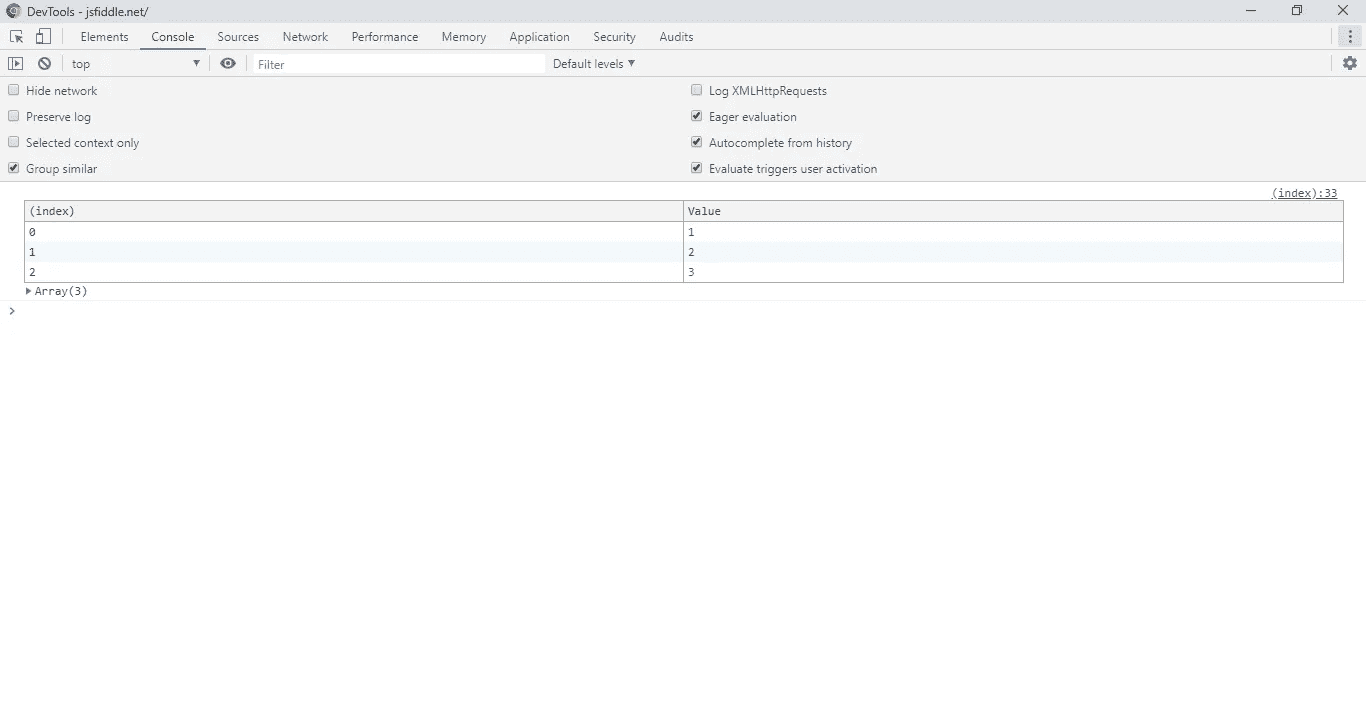 DevTools - jsfiddle.net/
Elements Console Sources Network Performance Memory Application Security Audits
top Filter Default levels
Hide network Log XMLHttpRequests
Preserve log Eager evaluation
Selected context only Autocomplete from history
Group similar Evaluate triggers user activation
(index):33
(index) Value
0 1
1 2
2 3
Array(3)